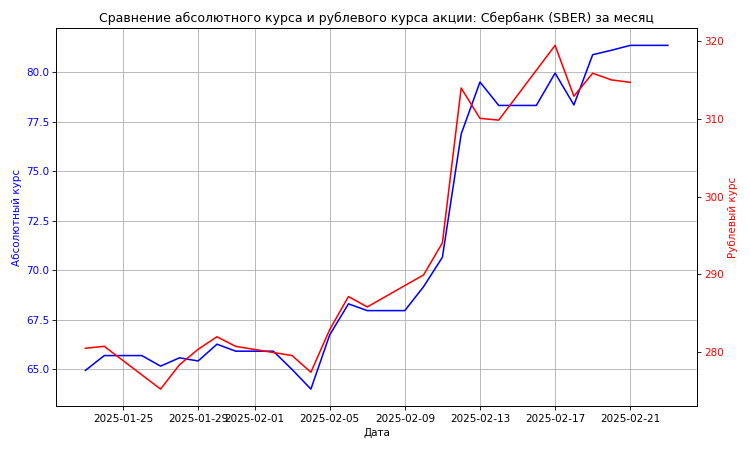 Сравнение абсолютного курса и рублевого курса акции: Сбербанк (SBER) за месяц
Абсолютный курс
80.0
77.5
75.0
72.5
70.0
67.5
65.0
320
310
300
290
280
Рублевый курс
2025-01-25 2025-01-29 2025-02-01 2025-02-05 2025-02-09 2025-02-13 2025-02-17 2025-02-21
Дата